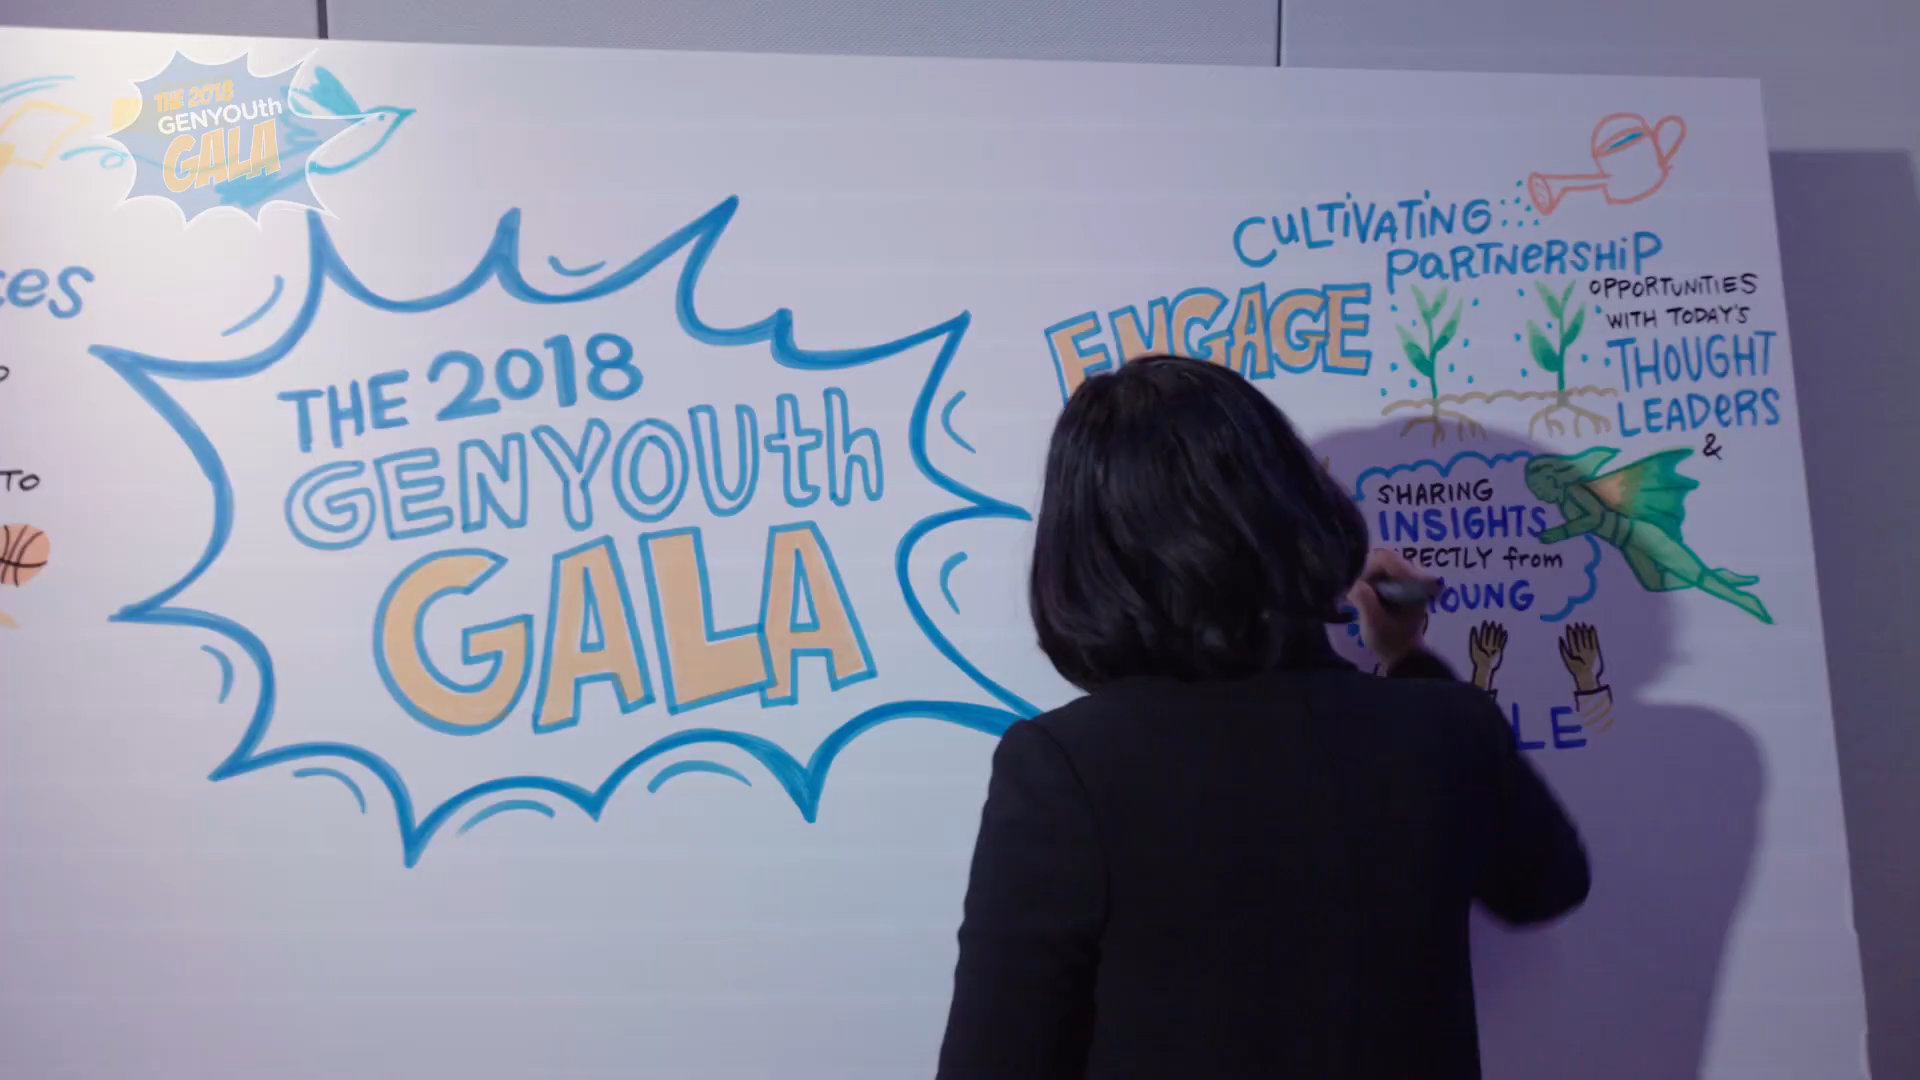 THE 2018
GENYOUth
GALA
THE 2018
GENYOUth
GALA
TO
CULTIVATING
PARTNERSHIP
ENGAGE
OPPORTUNITIES
WITH TODAY'S
THOUGHT
LEADERS
&
SHARING
INSIGHTS
from
YOUNG